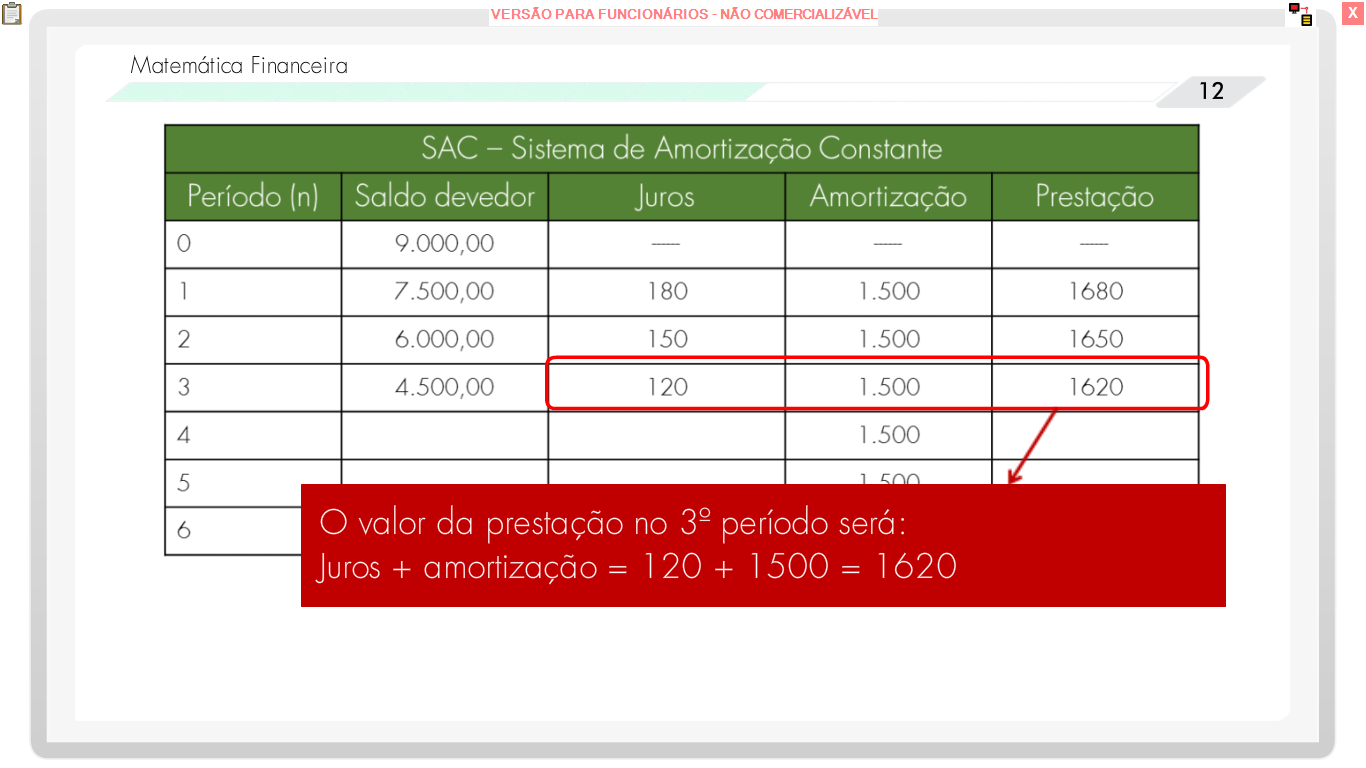 VERSÃO PARA FUNCIONÁRIOS - NÃO COMERCIALIZÁVEL
X
Matemática Financeira
12
SAC – Sistema de Amortização Constante
Período (n) Saldo devedor Juros Amortização Prestação
0 9.000,00 ------ ------ ------
1 7.500,00 180 1.500 1680
2 6.000,00 150 1.500 1650
3 4.500,00 120 1.500 1620
4 1.500
5 1.500
6
O valor da prestação no 3º período será:
Juros + amortização = 120 + 1500 = 1620